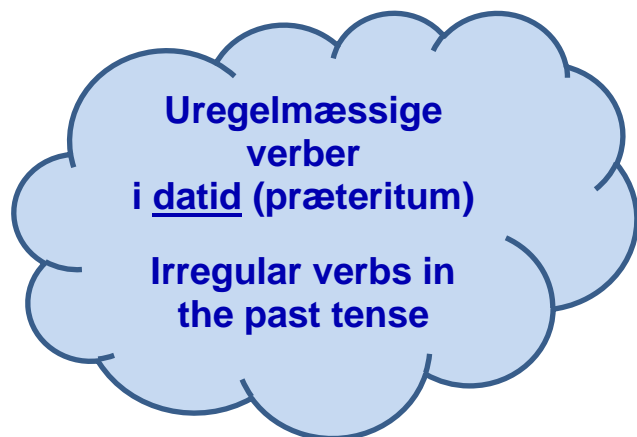 Uregelmæssige
verber
i datid (præteritum)
Irregular verbs in
the past tense